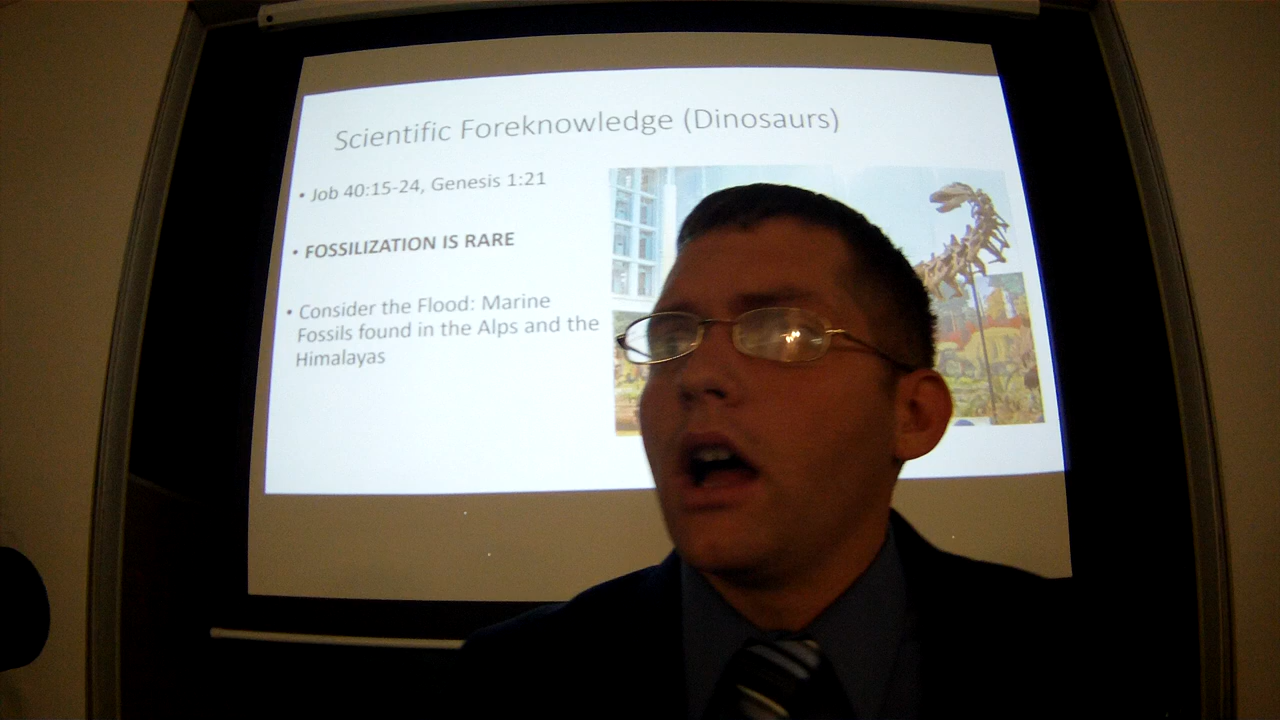 Scientific Foreknowledge (Dinosaurs)
• Job 40:15-24, Genesis 1:21
• FOSSILIZATION IS RARE
• Consider the Flood: Marine
Fossils found in the Alps and the
Himalayas